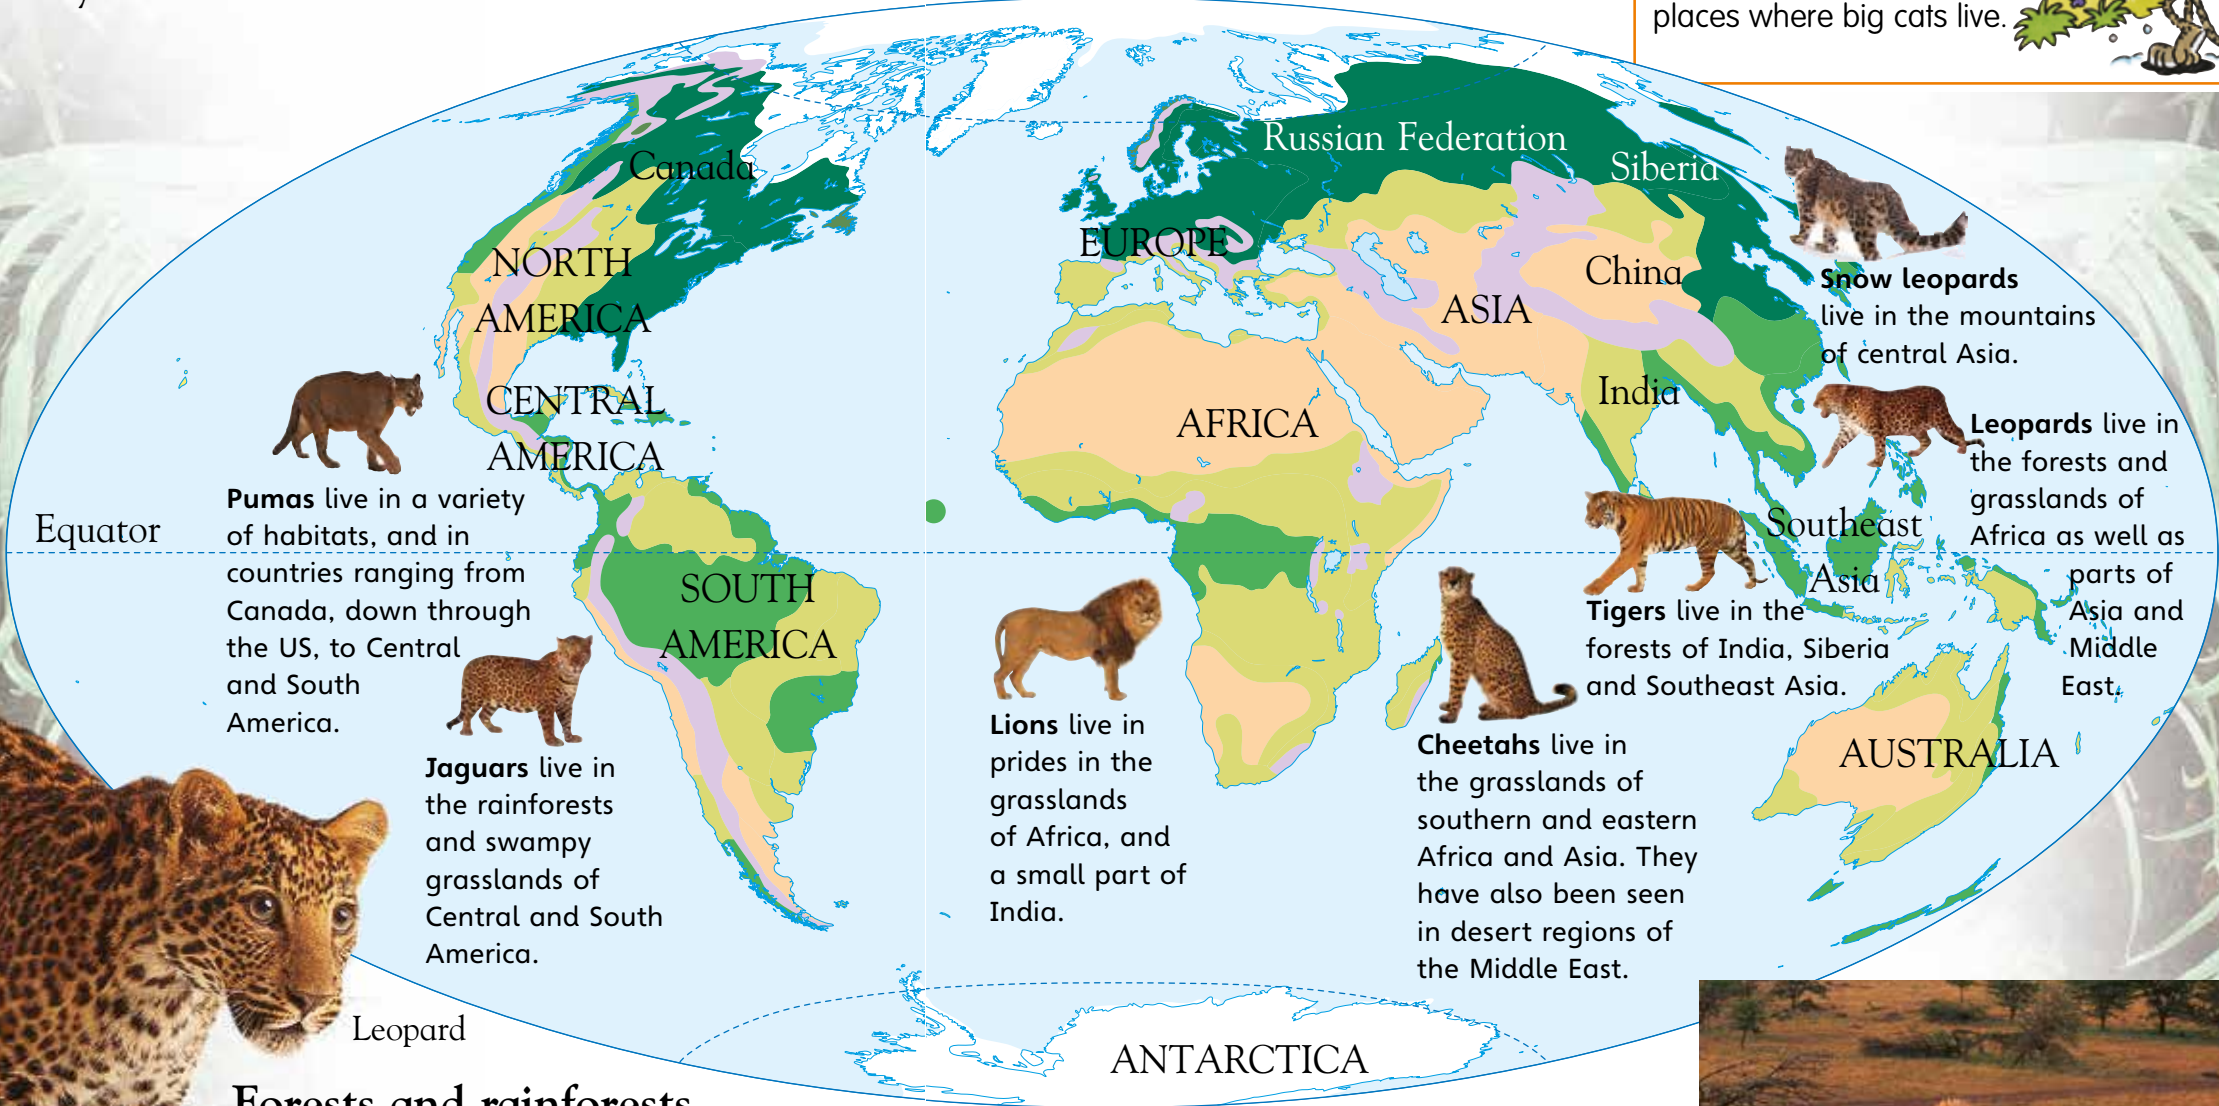 places where big cats live.
Russian Federation
Siberia
Canada
EUROPE
NORTH
AMERICA
China
ASIA
Snow leopards
live in the mountains
of central Asia.
India
CENTRAL
AMERICA
AFRICA
Leopards live in
the forests and
grasslands of
Africa as well as
parts of
Asia and
Middle
East.
Pumas live in a variety
of habitats, and in
countries ranging from
Canada, down through
the US, to Central
and South
America.
Equator
Southeast
Asia
SOUTH
AMERICA
Tigers live in the
forests of India, Siberia
and Southeast Asia.
Jaguars live in
the rainforests
and swampy
grasslands of
Central and South
America.
Lions live in
prides in the
grasslands
of Africa, and
a small part of
India.
Cheetahs live in
the grasslands of
southern and eastern
Africa and Asia. They
have also been seen
in desert regions of
the Middle East.
AUSTRALIA
Leopard
ANTARCTICA
Forests and rainforests